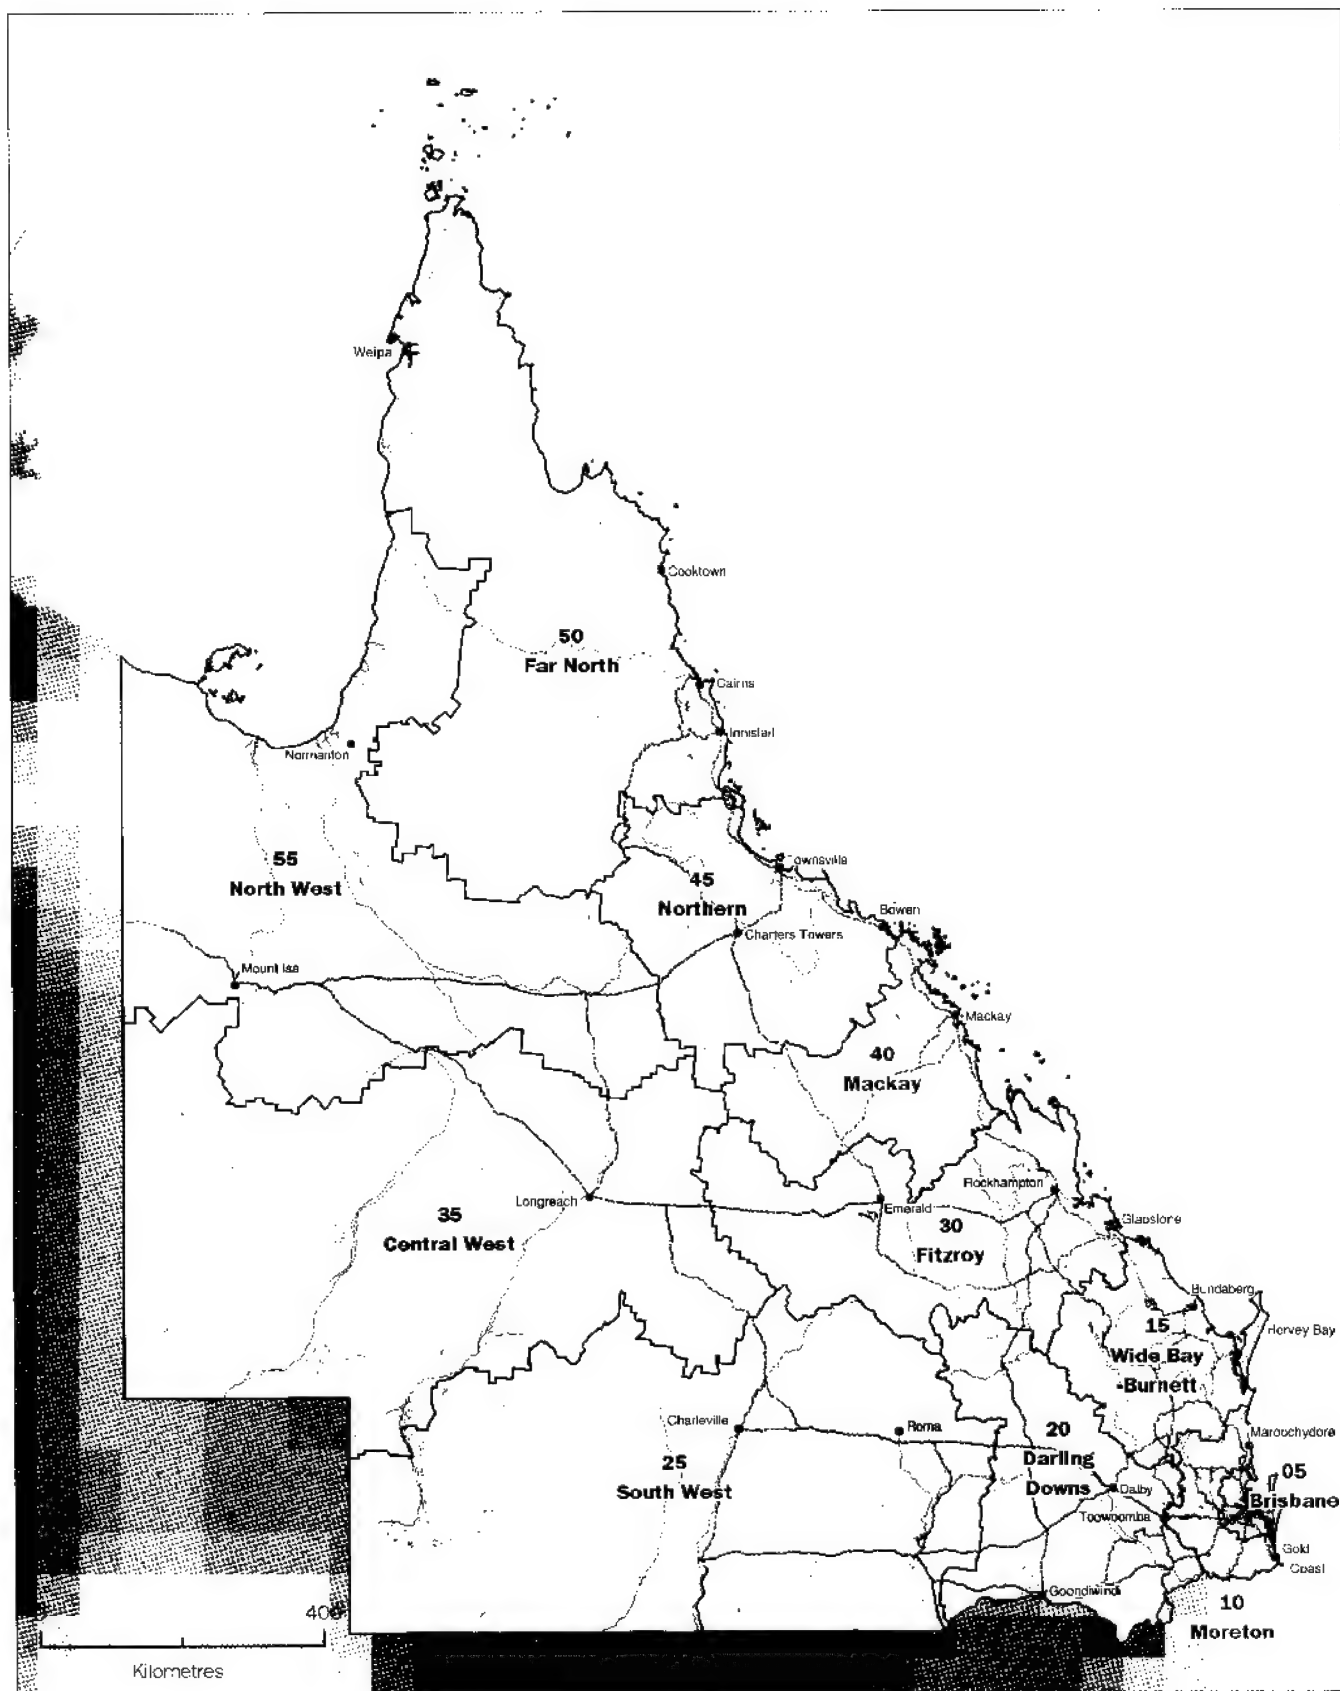 Weipa
Cooktown
50
Far North
Cairns
Innisfail
Normanton
55
North West
Townsville
45
Northern
Bowen
Charters Towers
Mount Isa
Mackay
40
Mackay
Rockhampton
Longreach
Emerald
35
Central West
30
Fitzroy
Gladstone
Bundaberg
15
Hervey Bay
Wide Bay
-Burnett
Charleville
Roma
20
Maroochydore
25
Darling
05
South West
Downs
Dalby
Brisbane
Toowoomba
Gold
Coast
Goondiwindi
10
Moreton
400
Kilometres